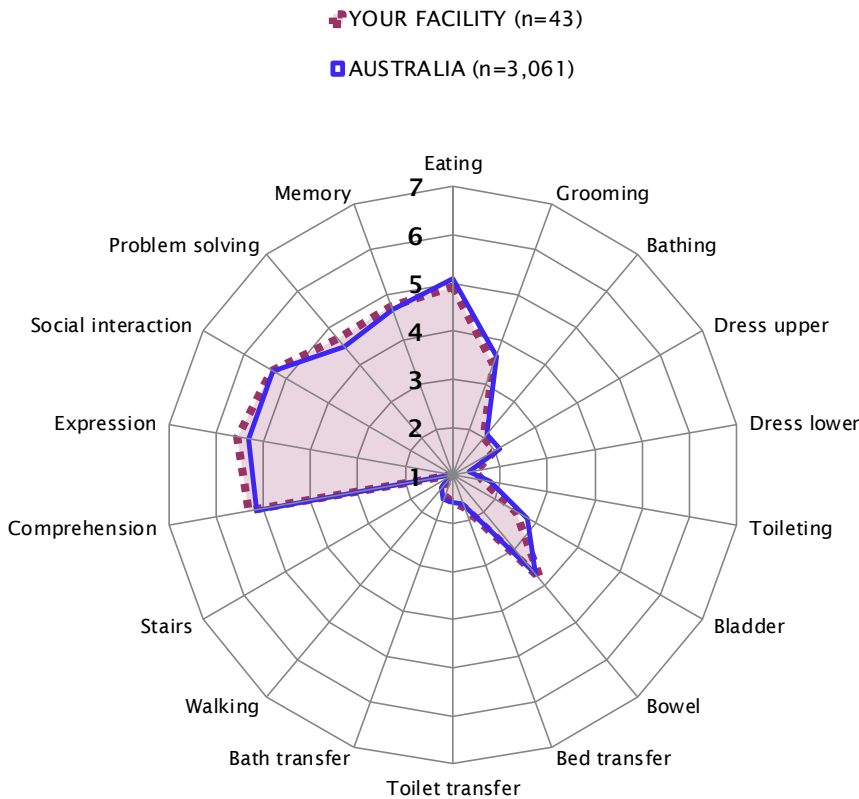 YOUR FACILITY (n=43)
AUSTRALIA (n=3,061)
Eating
Memory
Grooming
7
Problem solving
Bathing
6
5
Social interaction
Dress upper
4
3
Expression
Dress lower
2
1
Comprehension
Toileting
Stairs
Bladder
Walking
Bowel
Bath transfer
Bed transfer
Toilet transfer